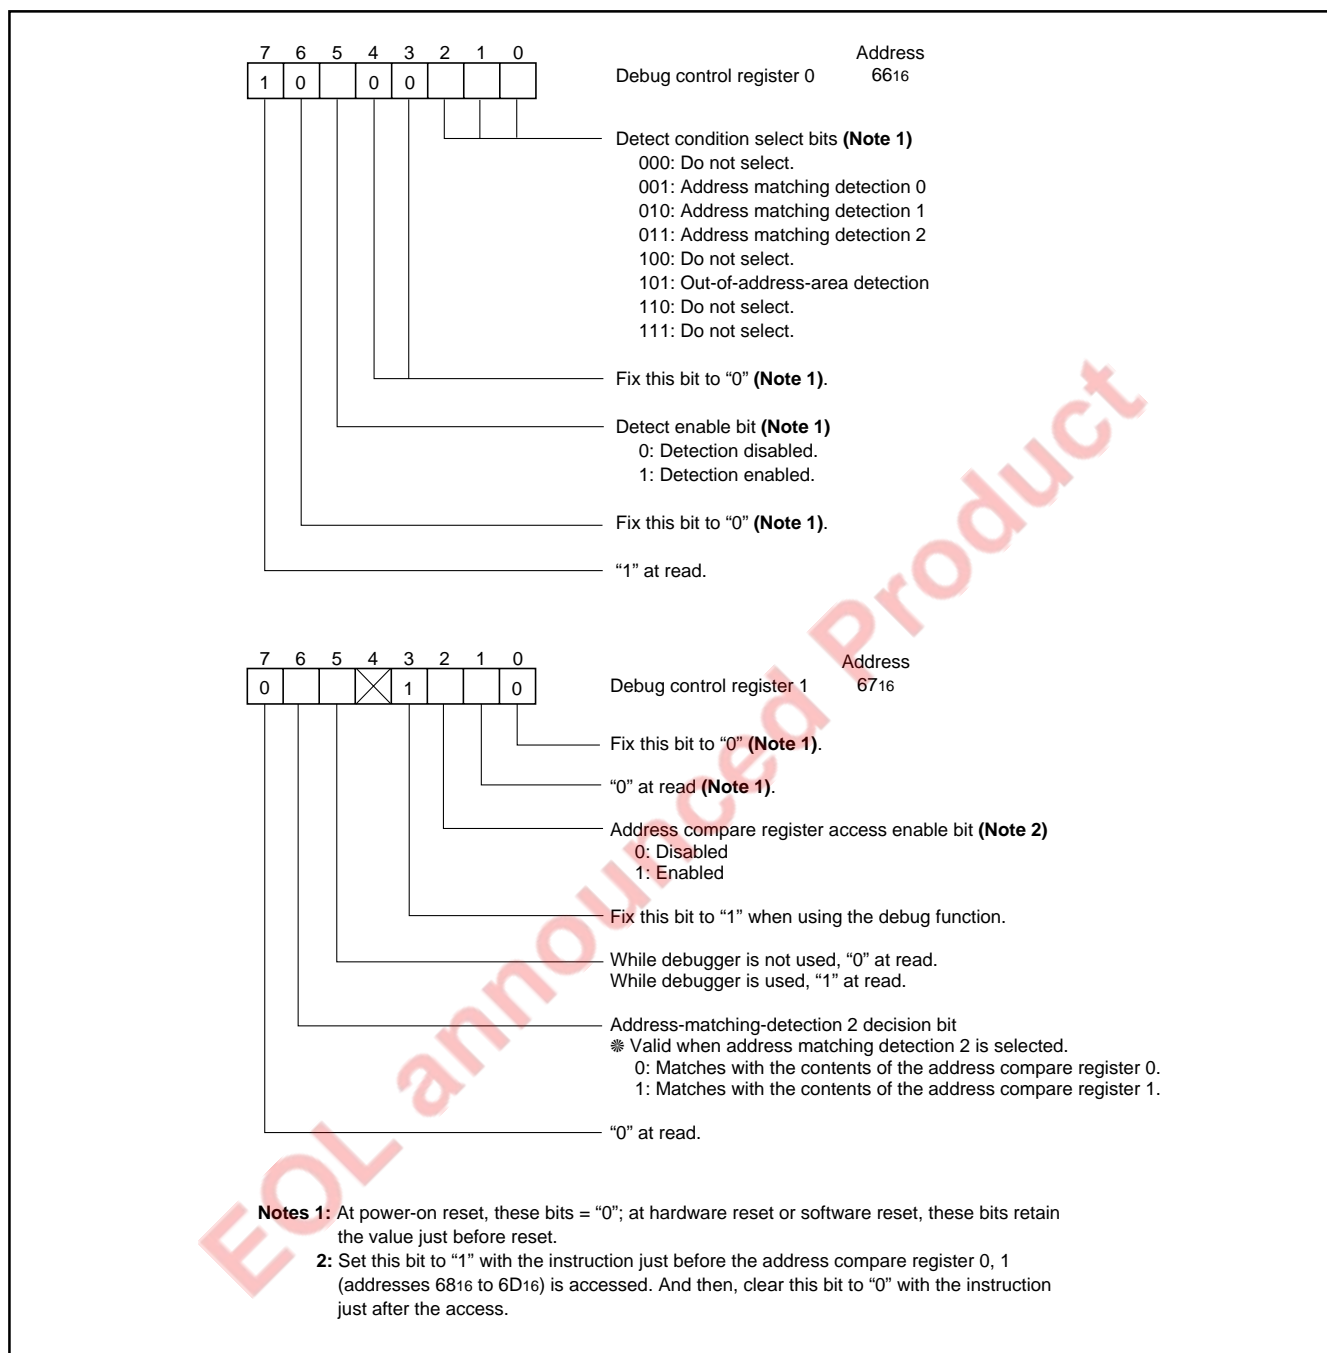 7 6 5 4 3 2 1 0
Address
1 0 0 0
Debug control register 0
6616
Detect condition select bits (Note 1)
000: Do not select.
001: Address matching detection 0
010: Address matching detection 1
011: Address matching detection 2
100: Do not select.
101: Out-of-address-area detection
110: Do not select.
111: Do not select.
Fix this bit to “0” (Note 1).
Detect enable bit (Note 1)
0: Detection disabled.
1: Detection enabled.
Fix this bit to “0” (Note 1).
“1” at read.
7 6 5 4 3 2 1 0
Address
0 1 0
Debug control register 1
6716
Fix this bit to “0” (Note 1).
“0” at read (Note 1).
Address compare register access enable bit (Note 2)
0: Disabled
1: Enabled
Fix this bit to “1” when using the debug function.
While debugger is not used, “0” at read.
While debugger is used, “1” at read.
Address-matching-detection 2 decision bit
❋ Valid when address matching detection 2 is selected.
0: Matches with the contents of the address compare register 0.
1: Matches with the contents of the address compare register 1.
“0” at read.
Notes 1: At power-on reset, these bits = “0”; at hardware reset or software reset, these bits retain
the value just before reset.
2: Set this bit to “1” with the instruction just before the address compare register 0, 1
(addresses 6816 to 6D16) is accessed. And then, clear this bit to “0” with the instruction
just after the access.
EOL announced Product